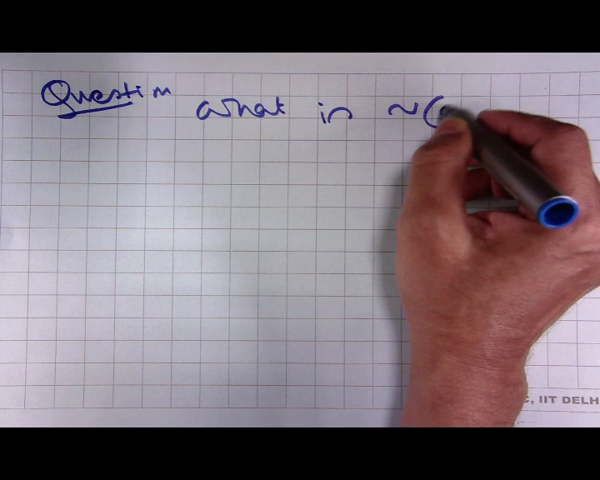 Question what is ~(
, IIT DELH